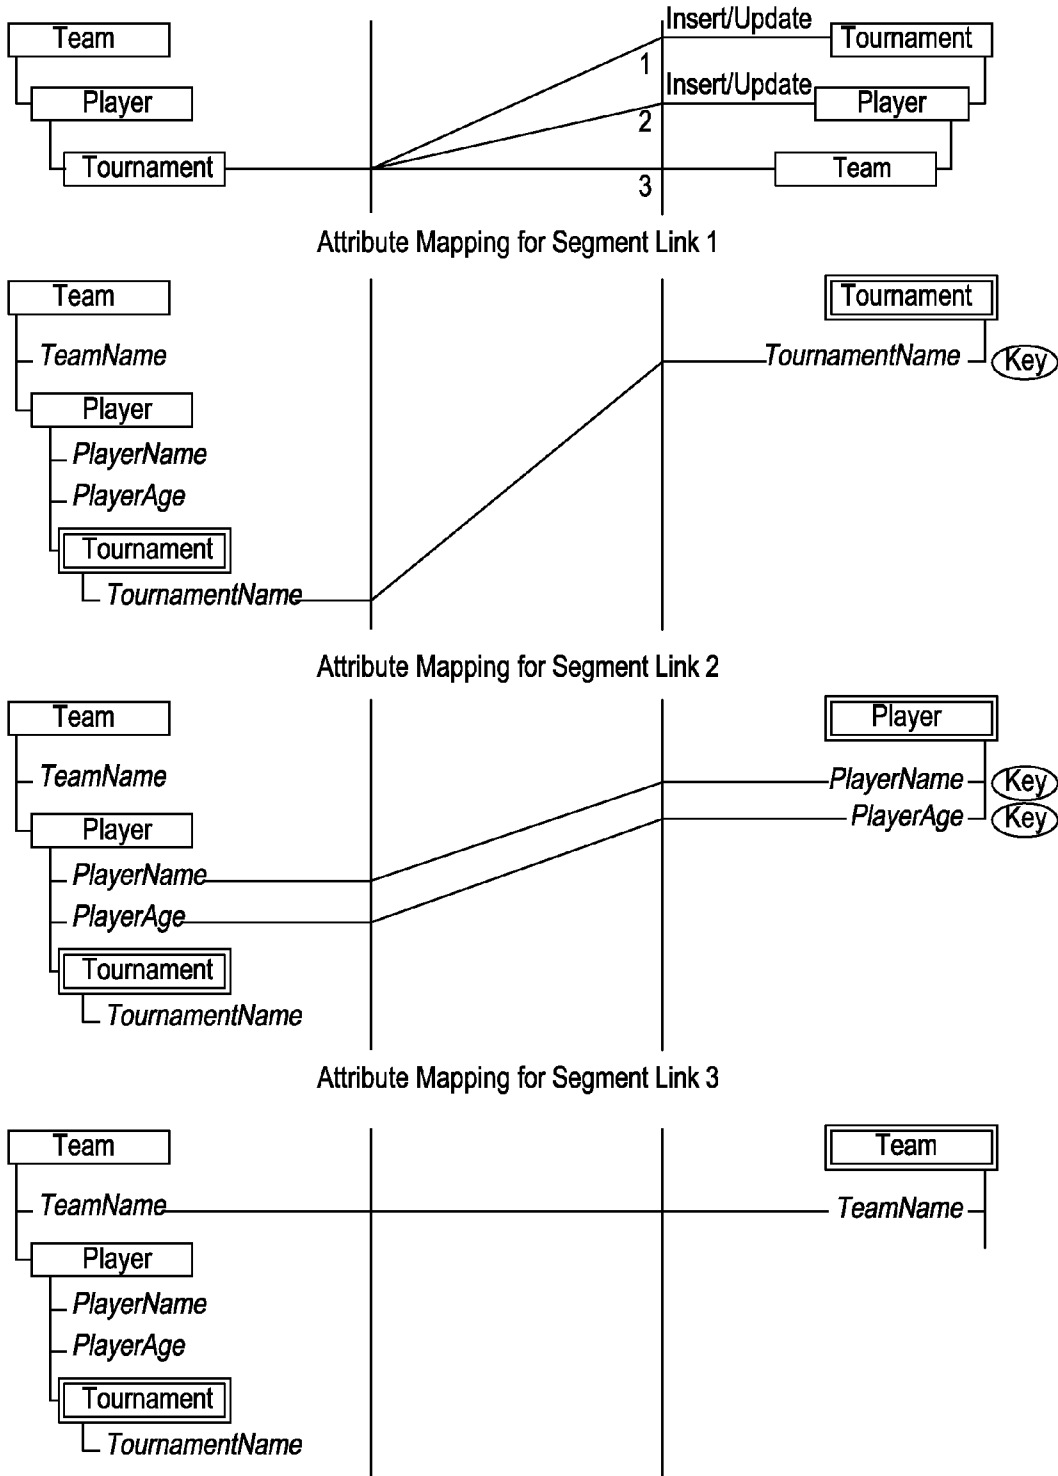 Team
Insert/Update
Tournament
1
Player
Insert/Update
Player
2
Tournament
Team
3
Attribute Mapping for Segment Link 1
Team
Tournament
TeamName
TournamentName
Key
Player
PlayerName
PlayerAge
Tournament
TournamentName
Attribute Mapping for Segment Link 2
Team
Player
TeamName
PlayerName
Key
Player
PlayerAge
Key
PlayerName
PlayerAge
Tournament
TournamentName
Attribute Mapping for Segment Link 3
Team
Team
TeamName
TeamName
Player
PlayerName
PlayerAge
Tournament
TournamentName